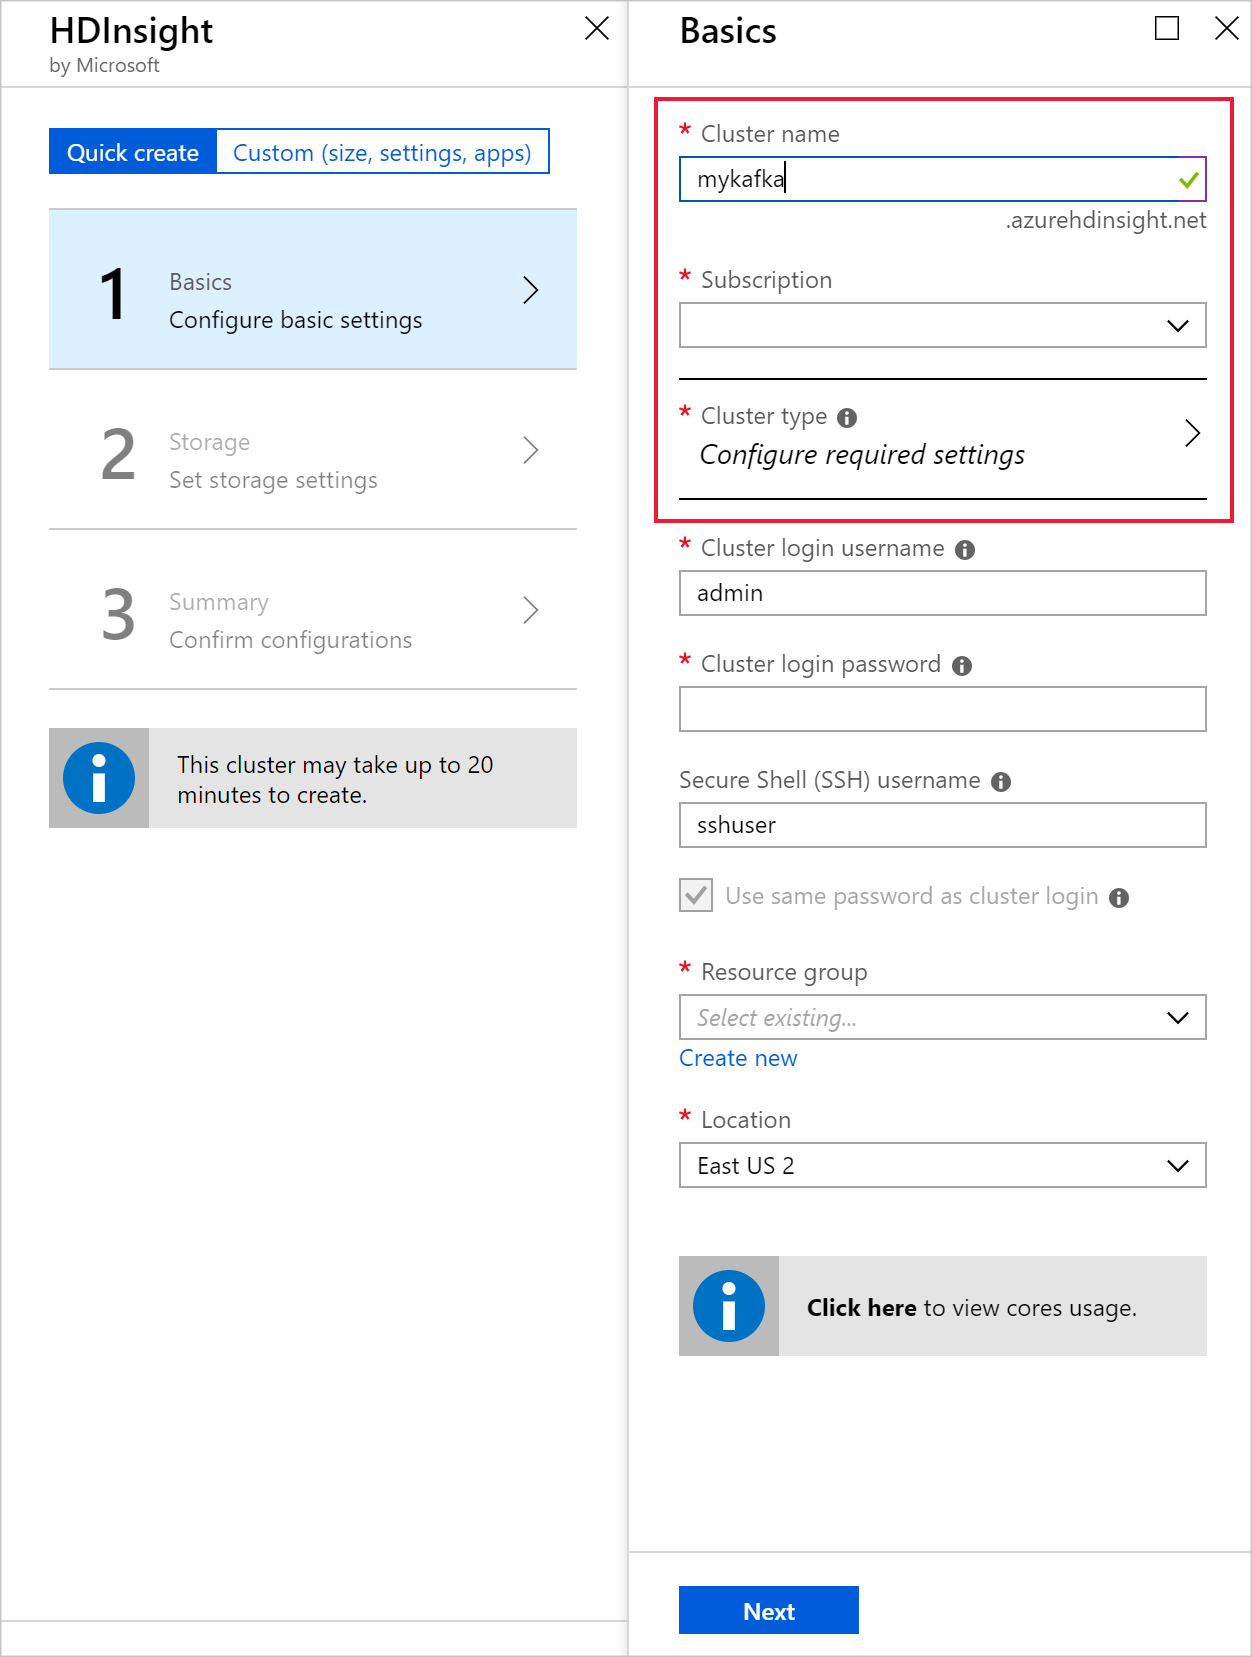 HDInsight
by Microsoft
Quick create
Custom (size, settings, apps)
1
Basics
Configure basic settings
2
Storage
Set storage settings
3
Summary
Confirm configurations
This cluster may take up to 20
minutes to create.
Basics
* Cluster name
mykafka
.azurehdinsight.net
* Subscription
* Cluster type
Configure required settings
* Cluster login username
admin
* Cluster login password
Secure Shell (SSH) username
sshuser
Use same password as cluster login
* Resource group
Select existing...
Create new
* Location
East US 2
Click here to view cores usage.
Next